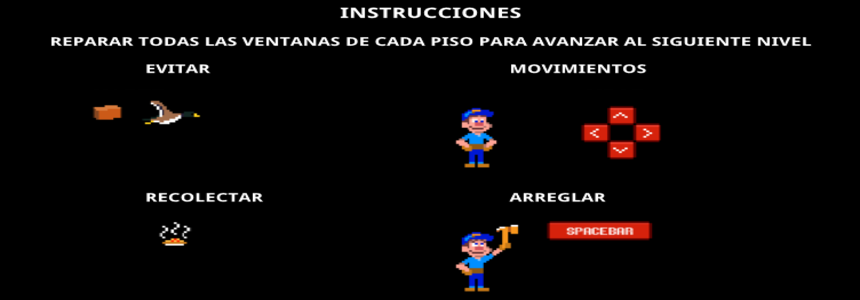 INSTRUCCIONES
REPARAR TODAS LAS VENTANAS DE CADA PISO PARA AVANZAR AL SIGUIENTE NIVEL
EVITAR
MOVIMIENTOS
RECOLECTAR
ARREGLAR
SPACEBAR